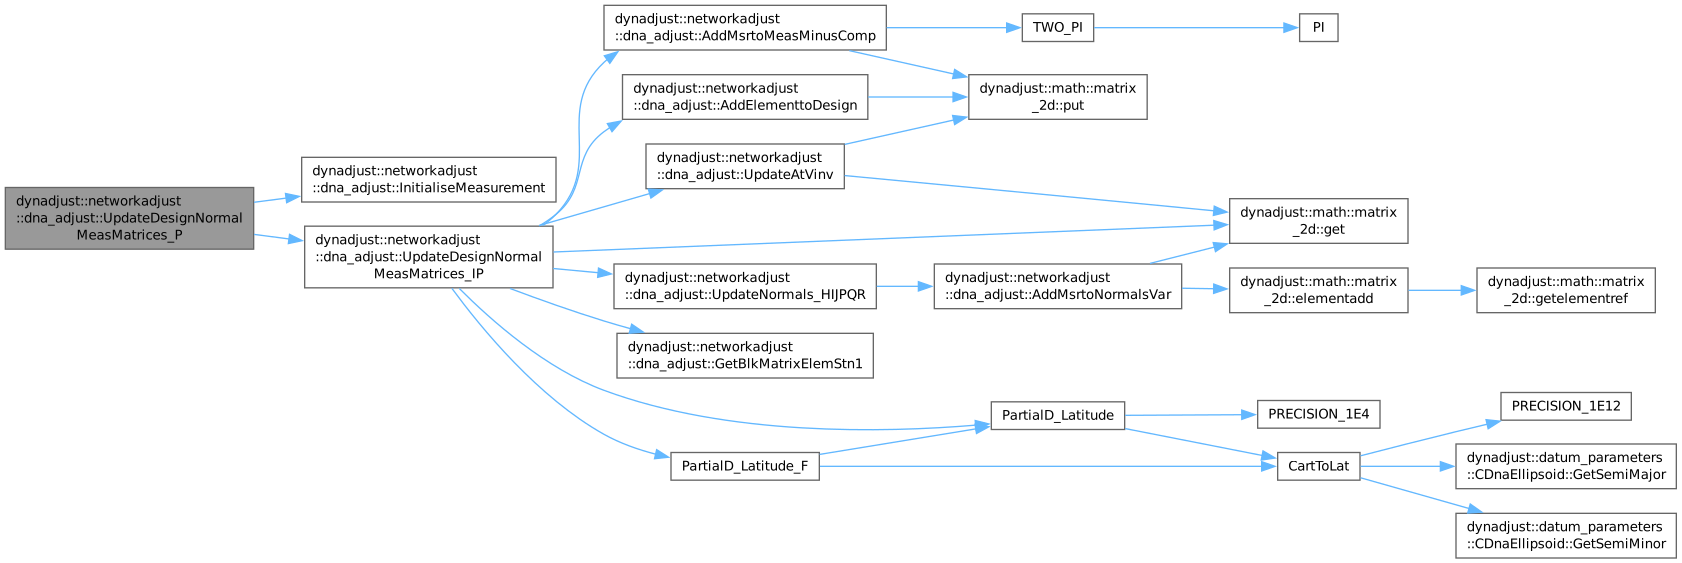 dynadjust::networkadjust
::dna_adjust::UpdateDesignNormal
MeasMatrices_P
dynadjust::networkadjust
::dna_adjust::InitialiseMeasurement
dynadjust::networkadjust
::dna_adjust::UpdateDesignNormal
MeasMatrices_IP
dynadjust::networkadjust
::dna_adjust::AddMsrtoMeasMinusComp
dynadjust::networkadjust
::dna_adjust::AddElementtoDesign
dynadjust::networkadjust
::dna_adjust::UpdateAtVinv
dynadjust::networkadjust
::dna_adjust::UpdateNormals_HIJPQR
dynadjust::networkadjust
::dna_adjust::GetBlkMatrixElemStn1
PartialD_Latitude_F
TWO_PI
dynadjust::math::matrix
_2d::put
dynadjust::networkadjust
::dna_adjust::AddMsrtoNormalsVar
PartialD_Latitude
PI
dynadjust::math::matrix
_2d::get
dynadjust::math::matrix
_2d::elementadd
PRECISION_1E4
CartToLat
dynadjust::math::matrix
_2d::getelementref
PRECISION_1E12
dynadjust::datum_parameters
::CDnaEllipsoid::GetSemiMajor
dynadjust::datum_parameters
::CDnaEllipsoid::GetSemiMinor